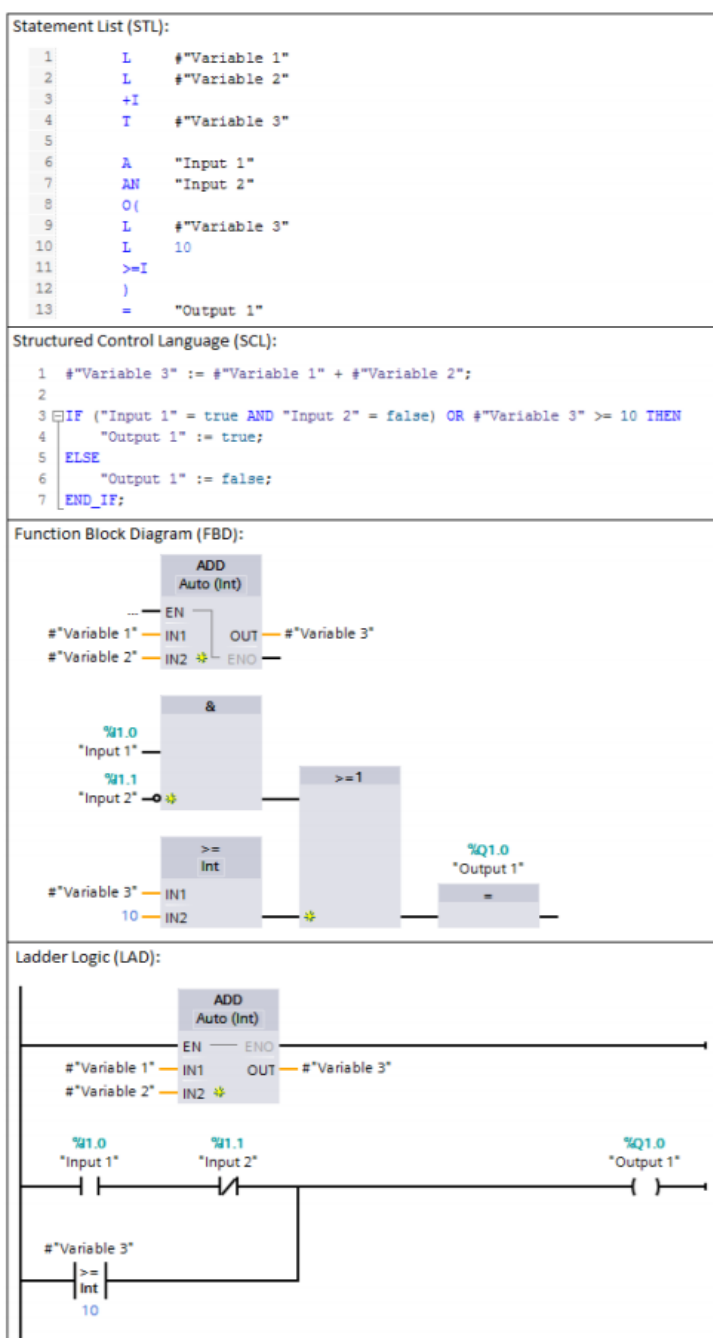 Statement List (STL):
1 L #"Variable 1"
2 L #"Variable 2"
3 +I
4 T #"Variable 3"
5
6 A "Input 1"
7 AN "Input 2"
8 O(
9 L #"Variable 3"
10 L 10
11 >=I
12 )
13 = "Output 1"
Structured Control Language (SCL):
1 #"Variable 3" := #"Variable 1" + #"Variable 2";
2
3 IF ("Input 1" = true AND "Input 2" = false) OR #"Variable 3" >= 10 THEN
4 "Output 1" := true;
5 ELSE
6 "Output 1" := false;
7 END_IF;
Function Block Diagram (FBD):
ADD
Auto (Int)
... EN
#"Variable 1" IN1 OUT #"Variable 3"
#"Variable 2" IN2 ENO
&
%I1.0
"Input 1"
%I1.1
"Input 2"
>=1
>=
Int
#"Variable 3" IN1
10 IN2
%Q1.0
"Output 1"
=
Ladder Logic (LAD):
ADD
Auto (Int)
EN ENO
#"Variable 1" IN1 OUT #"Variable 3"
#"Variable 2" IN2
%I1.0 %I1.1 %Q1.0
"Input 1" "Input 2" "Output 1"
#"Variable 3"
>=
Int
10